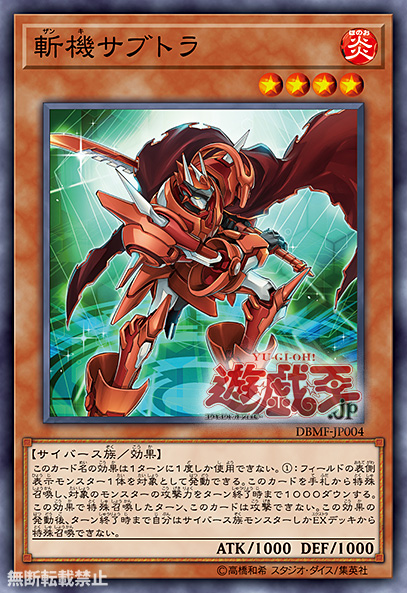 斬機サブトラ
ザン キ
ほのお
炎
YU-GI-OH!
遊戯王
.JP
DBMF-JP004
【サイバース族／効果】
このカード名の効果は1ターンに1度しか使用できない。①：フィールドの表側
表示モンスター1体を対象として発動できる。このカードを手札から特殊
召喚し、対象のモンスターの攻撃力をターン終了時まで1000ダウンする。
この効果で特殊召喚したターン、このカードは攻撃できない。この効果の
発動後、ターン終了時まで自分はサイバース族モンスターしかEXデッキから
特殊召喚できない。
ATK/1000 DEF/1000
無断転載禁止
©高橋和希 スタジオ・ダイス/集英社